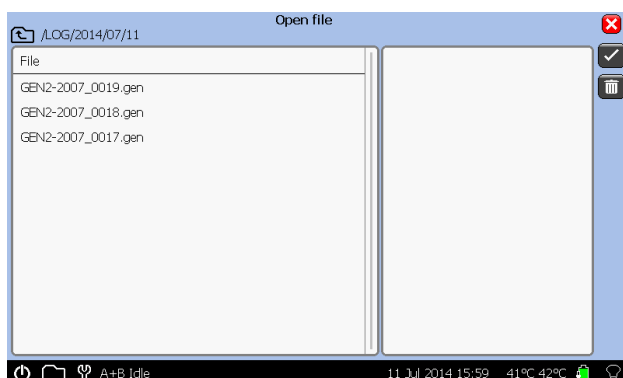 Open file
/LOG/2014/07/11
File
GEN2-2007_0019.gen
GEN2-2007_0018.gen
GEN2-2007_0017.gen
A+B Idle
11 Jul 2014 15:59 41°C 42°C